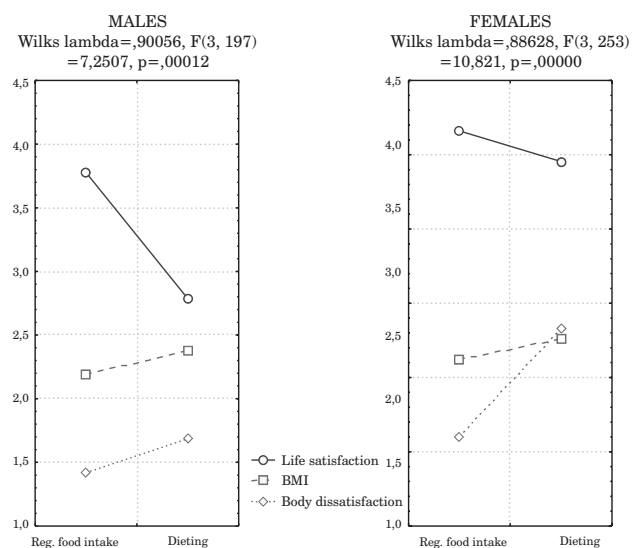 MALES
Wilks lambda=,90056, F(3, 197)
=7,2507, p=,00012
4,5
4,0
3,5
3,0
2,5
2,0
1,5
1,0
Reg. food intake Dieting
FEMALES
Wilks lambda=,88628, F(3, 253)
=10,821, p=,00000
4,5
4,0
3,5
3,0
2,5
2,0
1,5
1,0
Reg. food intake Dieting
Life satisfaction
BMI
Body dissatisfaction